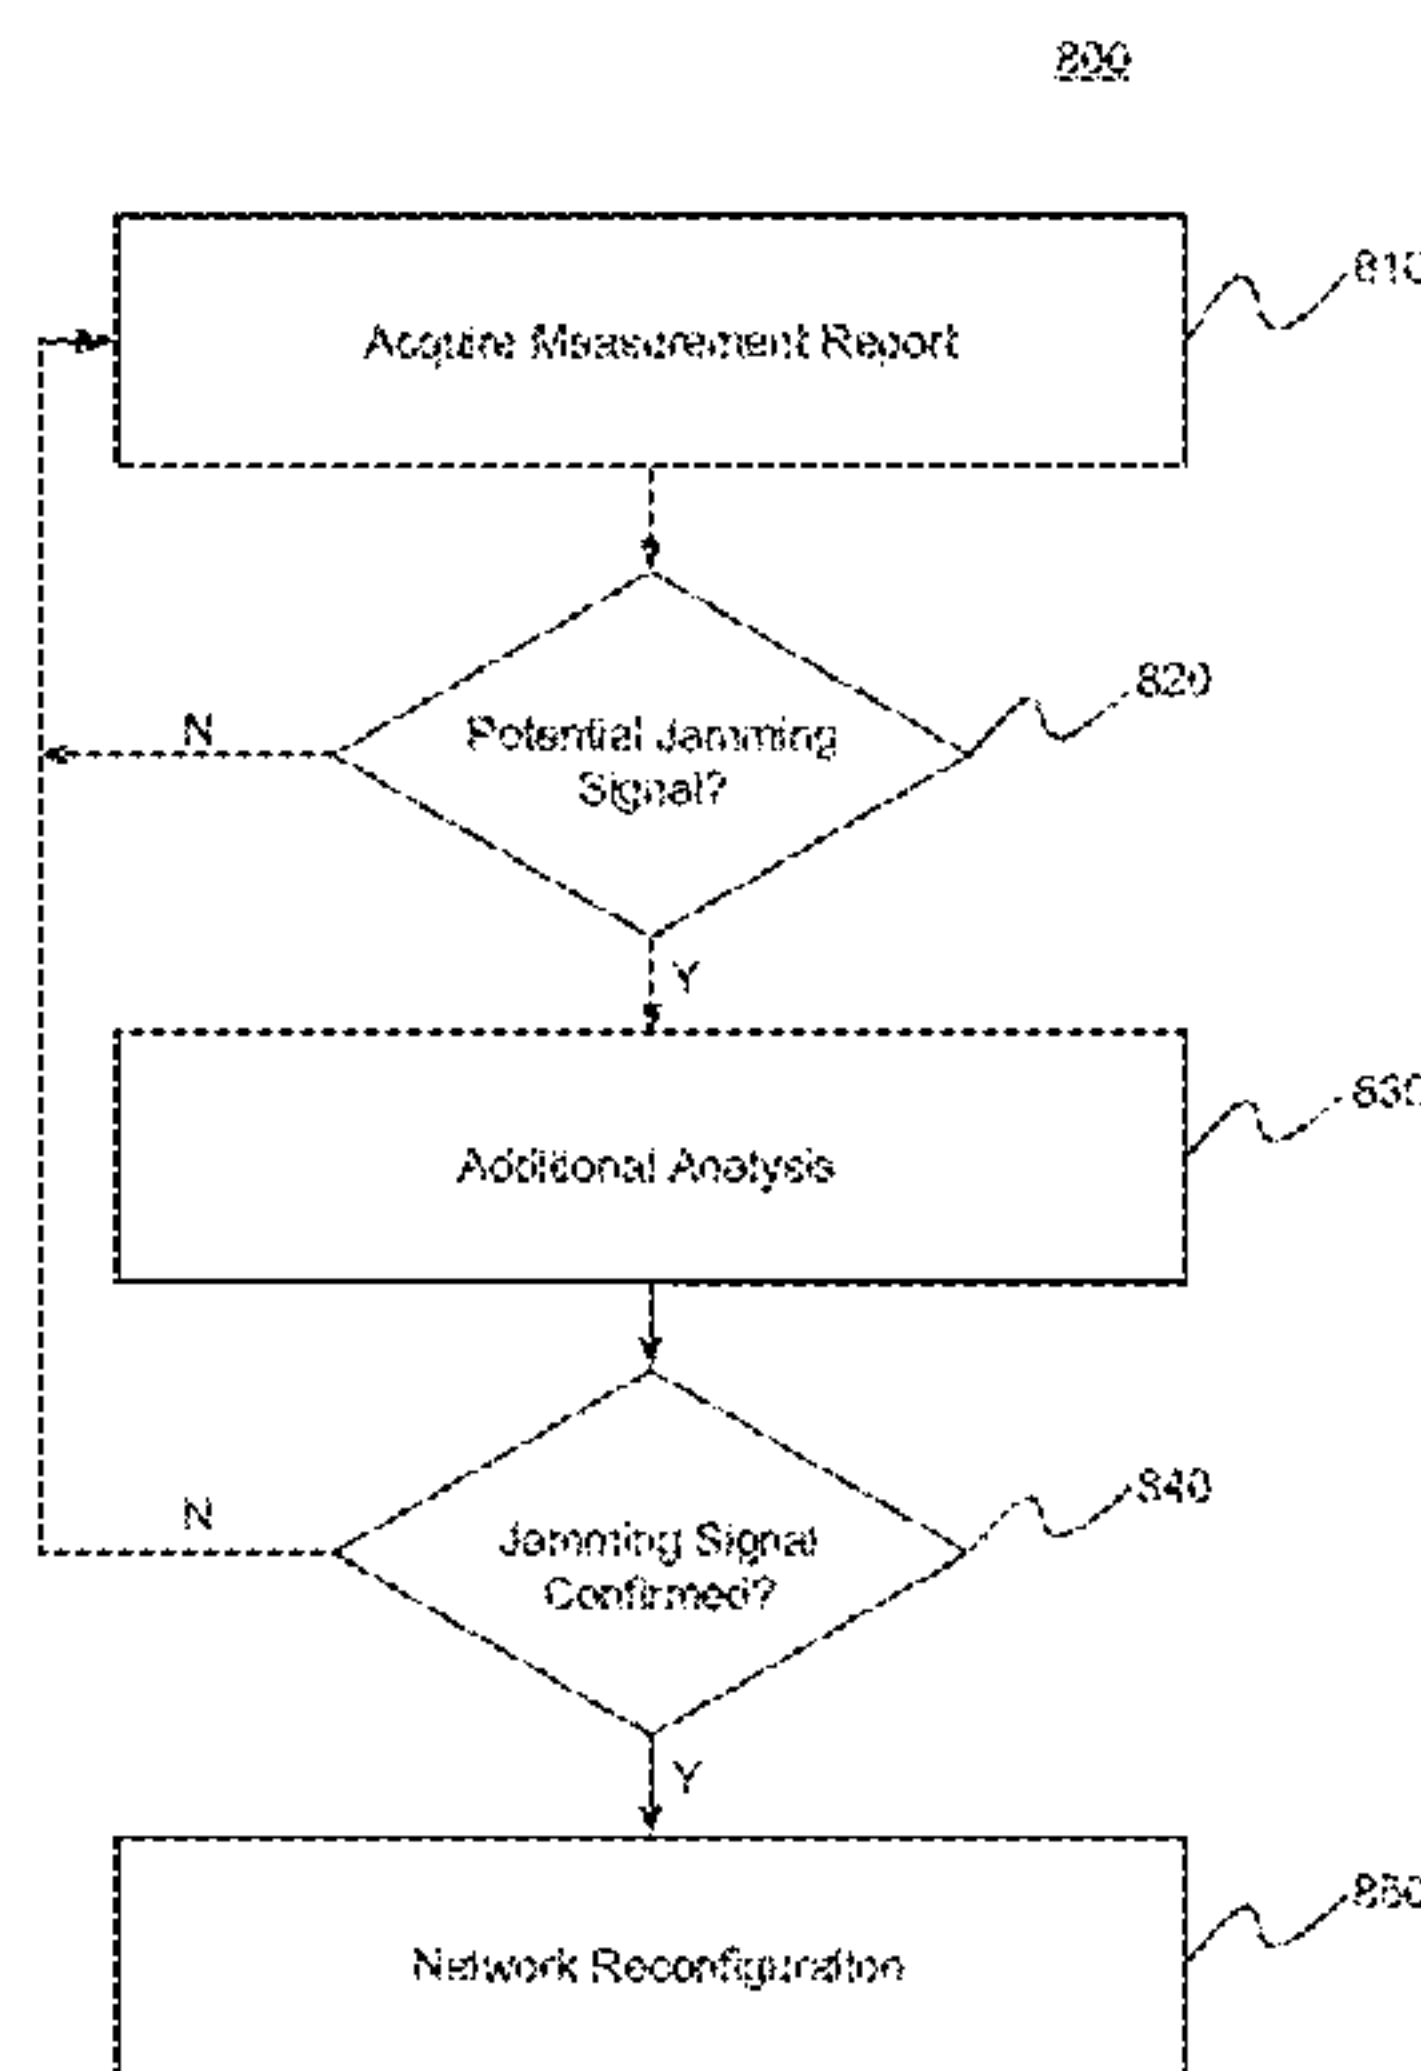 800
810
Acquire Measurement Report
820
Potential Jamming
Signal?
N
Y
830
Additional Analysis
840
Jamming Signal
Confirmed?
N
Y
850
Network Reconfiguration